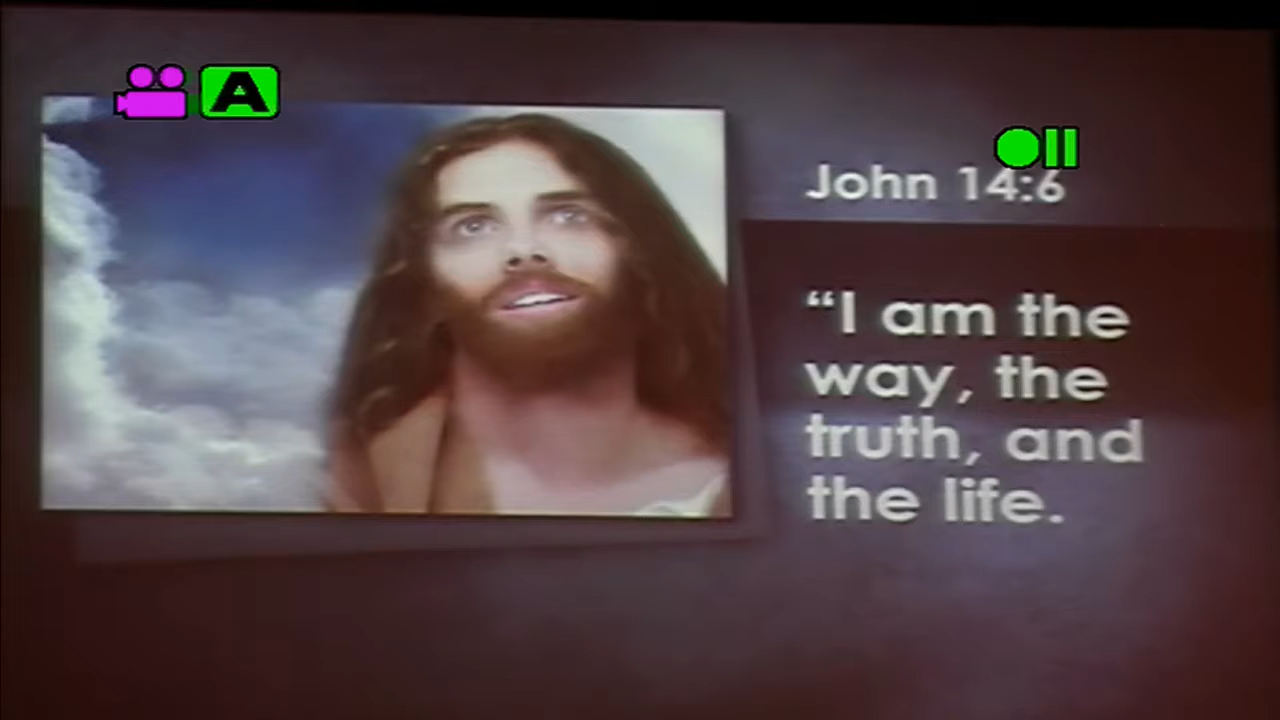 A
John 14:6
“I am the
way, the
truth, and
the life.